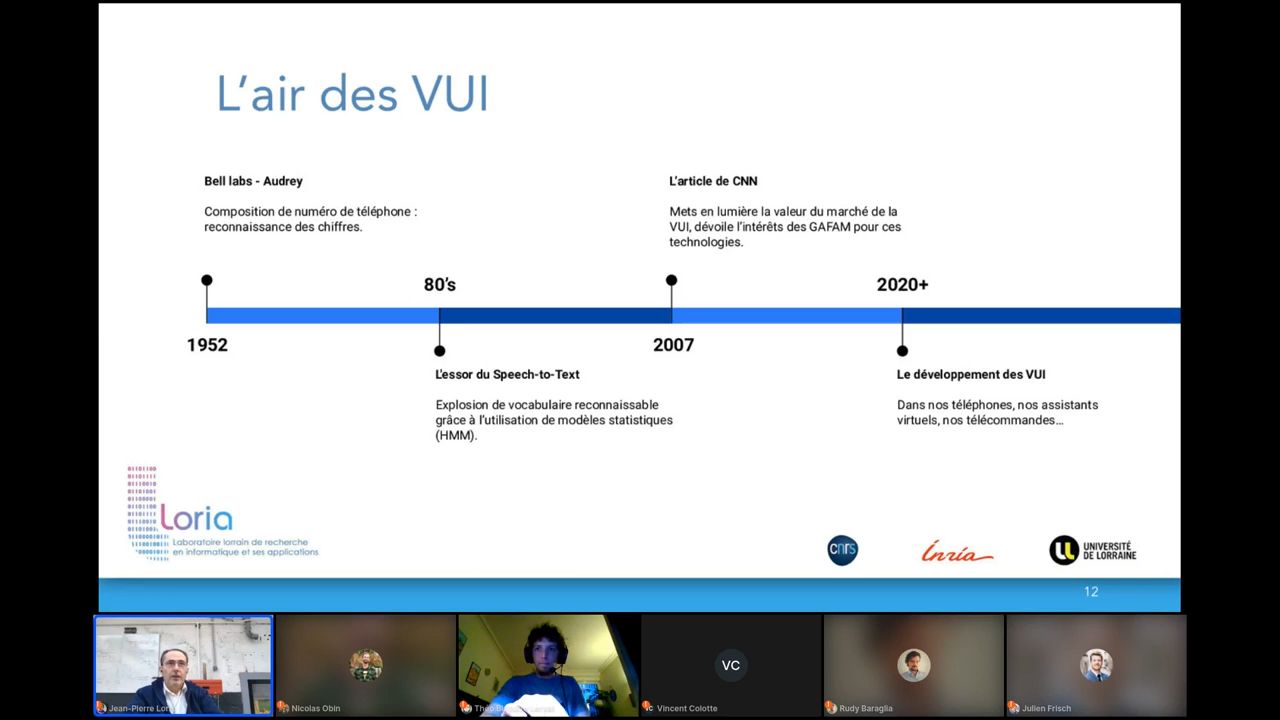 L'air des VUI
Bell labs - Audrey
Composition de numéro de téléphone :
reconnaissance des chiffres.
L'article de CNN
Mets en lumière la valeur du marché de la
VUI, dévoile l'intérêts des GAFAM pour ces
technologies.
80's
2020+
1952
2007
L'essor du Speech-to-Text
Explosion de vocabulaire reconnaissable
grâce à l'utilisation de modèles statistiques
(HMM).
Le développement des VUI
Dans nos téléphones, nos assistants
virtuels, nos télécommandes...
Loria
Laboratoire lorrain de recherche
en informatique et ses applications
cnrs
Inria
UNIVERSITÉ
DE LORRAINE
12
VC
Jean-Pierre
Nicolas Obin
Vincent Colotte
Rudy Baraglia
Julien Frisch